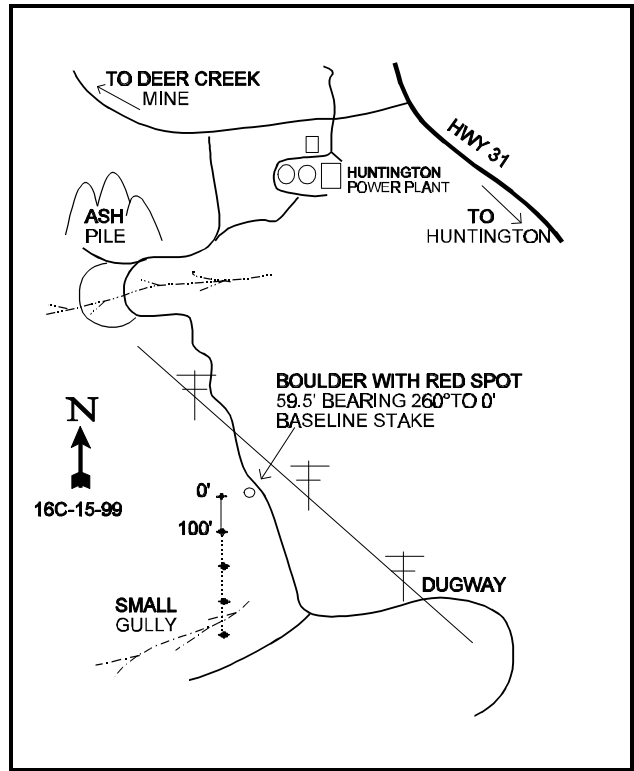 TO DEER CREEK
MINE
HWY 31
HUNTINGTON
POWER PLANT
ASH
PILE
TO
HUNTINGTON
BOULDER WITH RED SPOT
59.5' BEARING 260°TO 0'
BASELINE STAKE
N
16C-15-99
0'
100'
DUGWAY
SMALL
GULLY